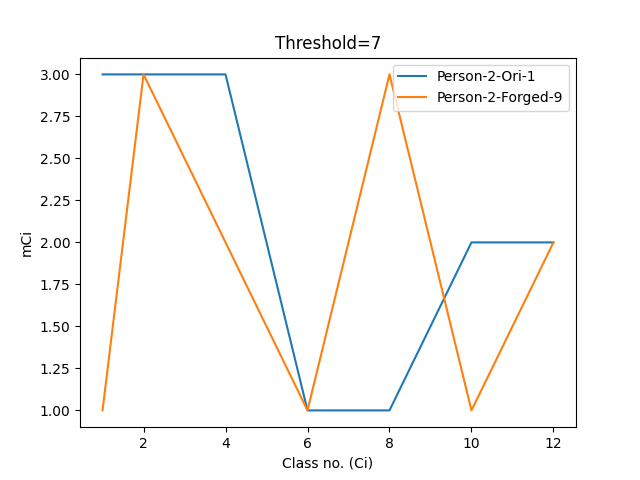 Threshold=7
Person-2-Ori-1
Person-2-Forged-9
3.00
2.75
2.50
2.25
2.00
1.75
1.50
1.25
1.00
mCi
2 4 6 8 10 12
Class no. (Ci)